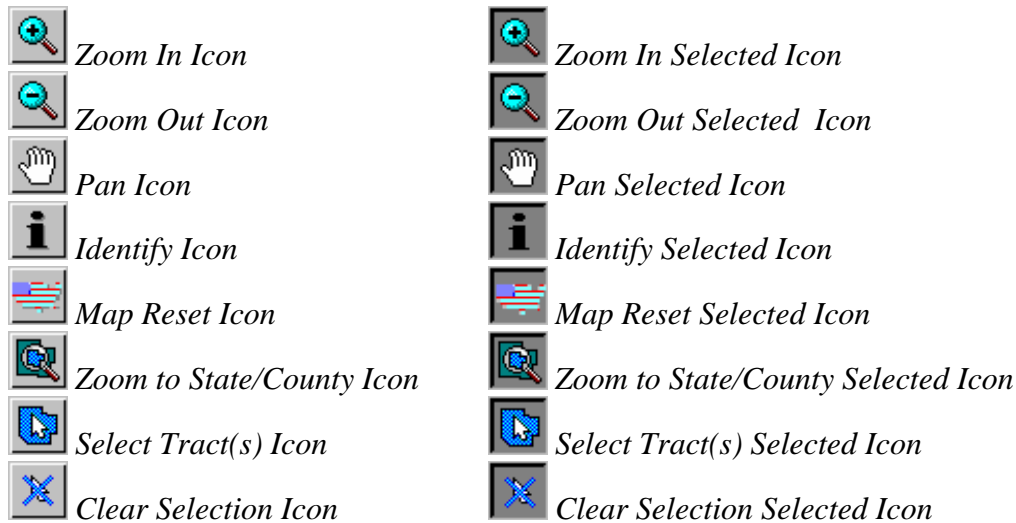 Zoom In Icon Zoom In Selected Icon
Zoom Out Icon Zoom Out Selected  Icon
Pan Icon Pan Selected Icon
Identify Icon Identify Selected Icon
Map Reset Icon Map Reset Selected Icon
Zoom to State/County Icon Zoom to State/County Selected Icon
Select Tract(s) Icon Select Tract(s) Selected Icon
Clear Selection Icon Clear Selection Selected Icon